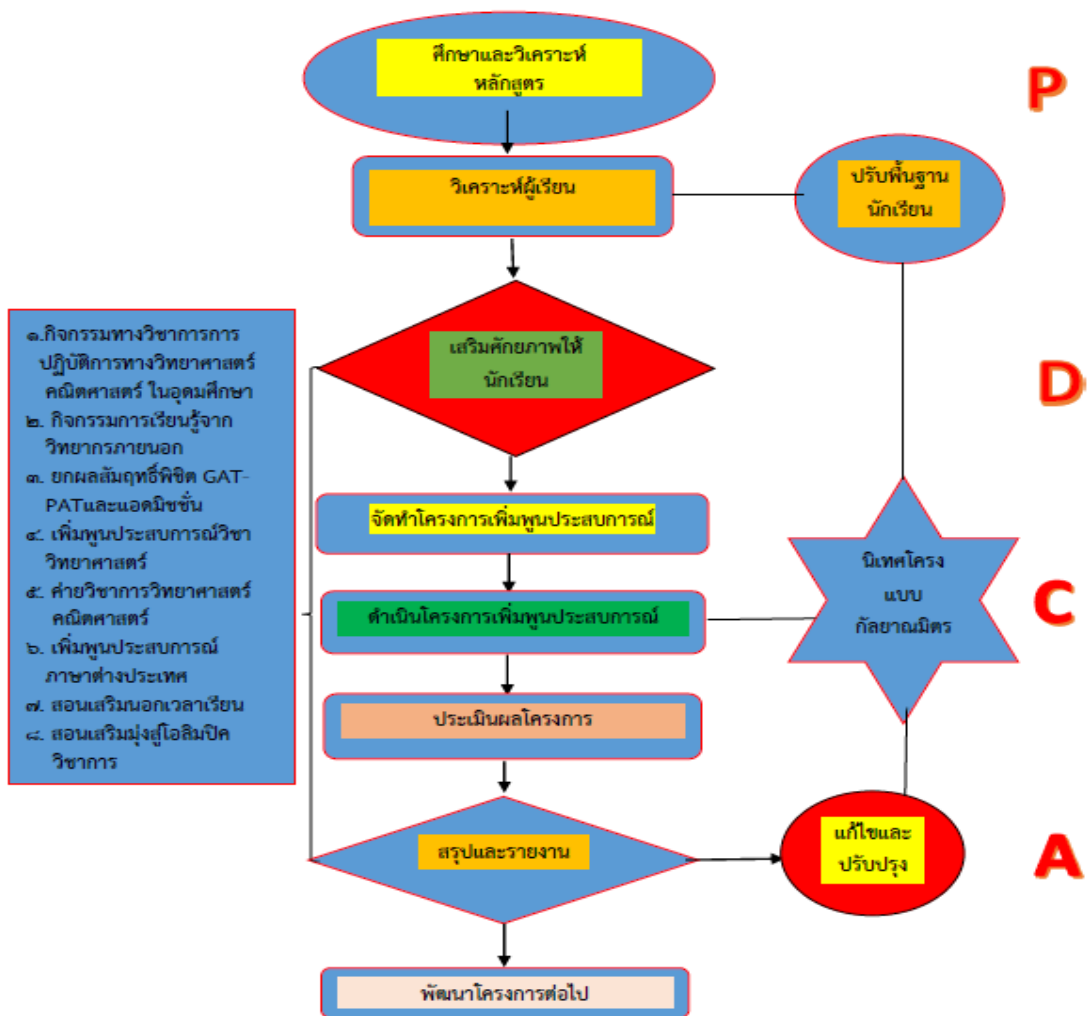 ศึกษาและวิเคราะห์
หลักสูตร
P
วิเคราะห์ผู้เรียน
ปรับพื้นฐาน
นักเรียน
เสริมศักยภาพให้
นักเรียน
D
๑.กิจกรรมทางวิชาการการ
ปฏิบัติการทางวิทยาศาสตร์
คณิตศาสตร์ ในอุดมศึกษา
๒. กิจกรรมการเรียนรู้จาก
วิทยากรภายนอก
๓. ยกผลสัมฤทธิ์พิชิต GAT-
PATและแอดมิชชั่น
๔. เพิ่มพูนประสบการณ์วิชา
วิทยาศาสตร์
๕. ค่ายวิชาการวิทยาศาสตร์
คณิตศาสตร์
๖. เพิ่มพูนประสบการณ์
ภาษาต่างประเทศ
๗. สอนเสริมนอกเวลาเรียน
๘. สอนเสริมมุ่งสู่โอลิมปิค
วิชาการ
จัดทำโครงการเพิ่มพูนประสบการณ์
ดำเนินโครงการเพิ่มพูนประสบการณ์
นิเทศโครง
แบบ
กัลยาณมิตร
C
ประเมินผลโครงการ
สรุปและรายงาน
แก้ไขและ
ปรับปรุง
A
พัฒนาโครงการต่อไป